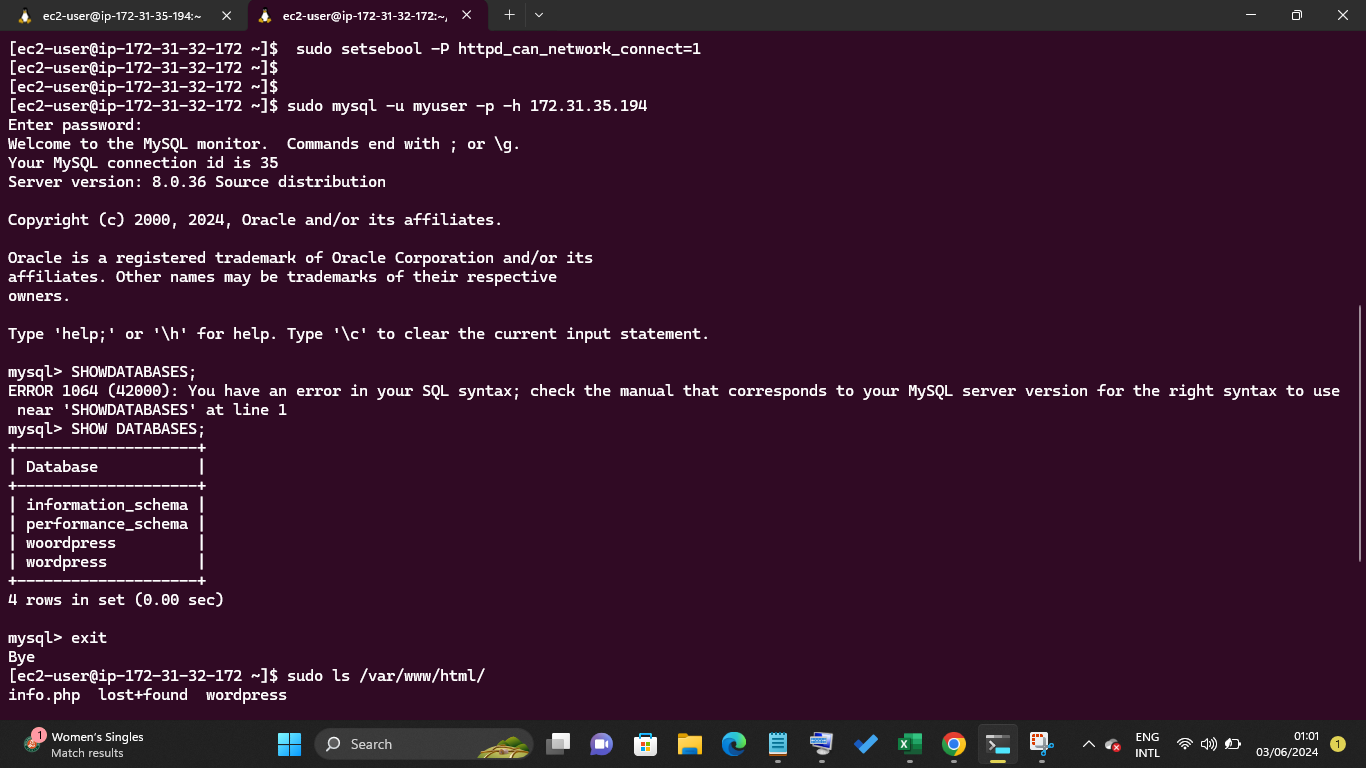 ec2-user@ip-172-31-35-194:~
ec2-user@ip-172-31-32-172:~,
[ec2-user@ip-172-31-32-172 ~]$  sudo setsebool -P httpd_can_network_connect=1
[ec2-user@ip-172-31-32-172 ~]$
[ec2-user@ip-172-31-32-172 ~]$
[ec2-user@ip-172-31-32-172 ~]$ sudo mysql -u myuser -p -h 172.31.35.194
Enter password:
Welcome to the MySQL monitor.  Commands end with ; or \g.
Your MySQL connection id is 35
Server version: 8.0.36 Source distribution
Copyright (c) 2000, 2024, Oracle and/or its affiliates.
Oracle is a registered trademark of Oracle Corporation and/or its
affiliates. Other names may be trademarks of their respective
owners.
Type 'help;' or '\h' for help. Type '\c' to clear the current input statement.
mysql> SHOWDATABASES;
ERROR 1064 (42000): You have an error in your SQL syntax; check the manual that corresponds to your MySQL server version for the right syntax to use
 near 'SHOWDATABASES' at line 1
mysql> SHOW DATABASES;
+--------------------+
| Database           |
+--------------------+
| information_schema |
| performance_schema |
| woordpress         |
| wordpress          |
+--------------------+
4 rows in set (0.00 sec)
mysql> exit
Bye
[ec2-user@ip-172-31-32-172 ~]$ sudo ls /var/www/html/
info.php  lost+found  wordpress
1
Women's Singles
Match results
Search
ENG
INTL
01:01
03/06/2024
1